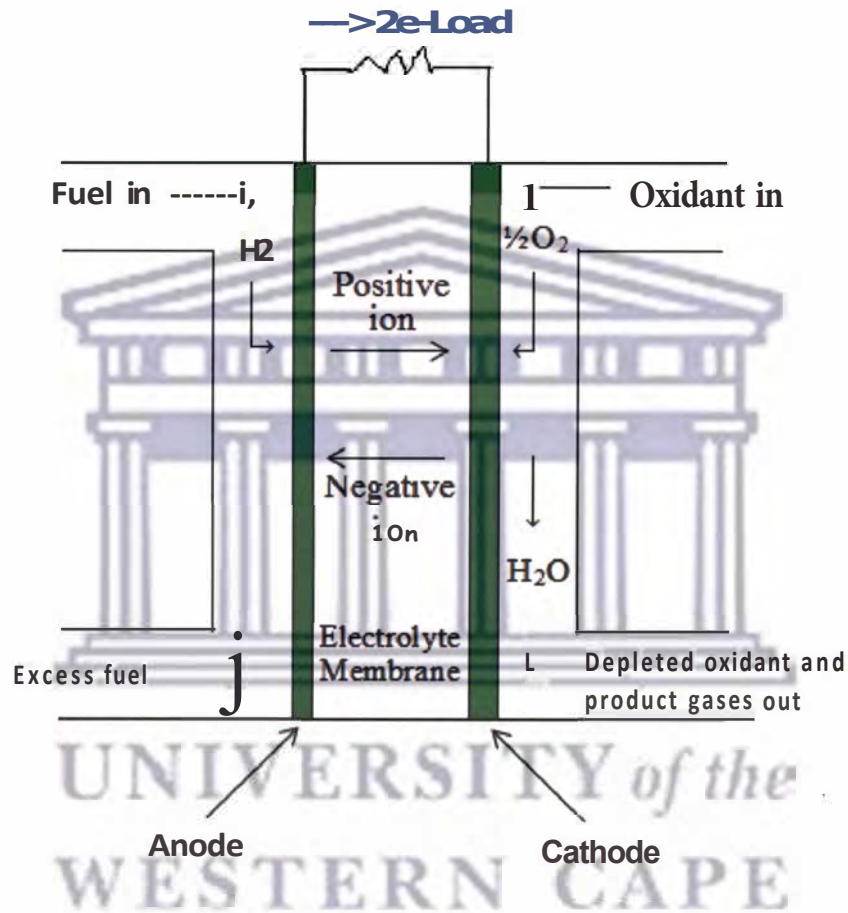 —>2e-Load
Fuel in ------i,
1—— Oxidant in
H2
½O₂
Positive
ion
Negative
ion
H₂O
Electrolyte
Membrane
Excess fuel
j
L
Depleted oxidant and
product gases out
Anode
Cathode
UNIVERSITY of the
WESTERN CAPE